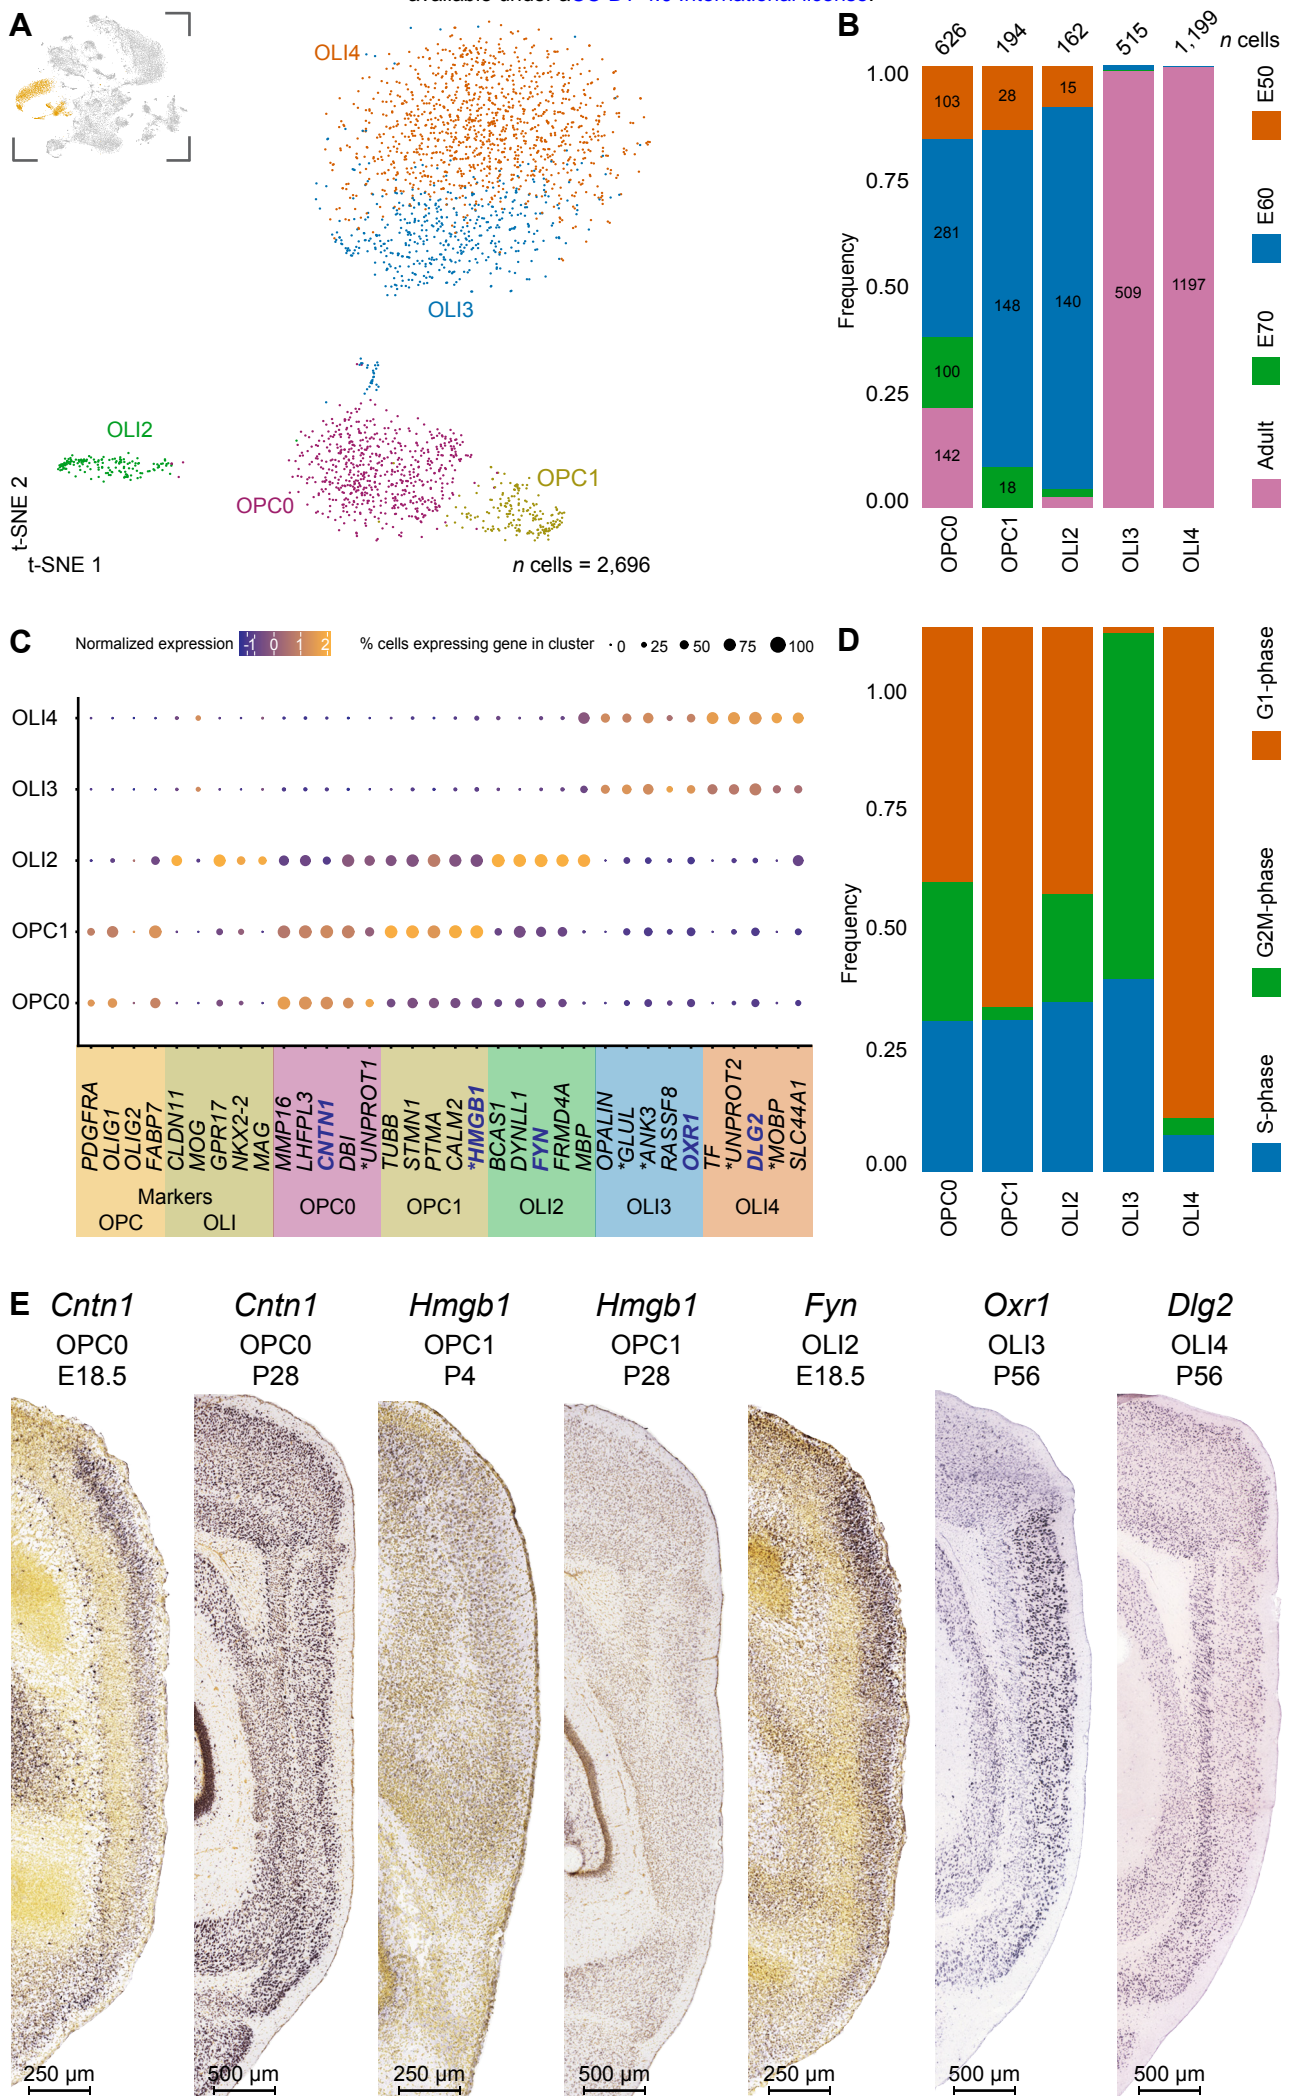 available under aCC-BY 4.0 International license.
A
OLI4
OLI3
OLI2
OPC0
OPC1
t-SNE 2
t-SNE 1
n cells = 2,696
B
626 194 162 515 1,199 n cells
1.00
0.75
0.50
0.25
0.00
Frequency
103 28 15
281 148 140 509 1197
100
142 18
OPC0 OPC1 OLI2 OLI3 OLI4
E50
E60
E70
Adult
C
Normalized expression -1 0 1 2
% cells expressing gene in cluster 0 25 50 75 100
OLI4
OLI3
OLI2
OPC1
OPC0
PDGFRA OLIG1 OLIG2 FABP7 CLDN11 MOG GPR17 NKX2-2 MAG MMP16 LHFPL3 CNTN1 DBI *UNPROT1 TUBB STMN1 PTMA CALM2 *HMGB1 BCAS1 DYNLL1 FYN FRMD4A MBP OPALIN *GLUL *ANK3 RASSF8 OXR1 TF *UNPROT2 DLG2 *MOBP SLC44A1
Markers
OPC OLI OPC0 OPC1 OLI2 OLI3 OLI4
D
1.00
0.75
0.50
0.25
0.00
Frequency
OPC0 OPC1 OLI2 OLI3 OLI4
G1-phase
G2M-phase
S-phase
E
Cntn1 Cntn1 Hmgb1 Hmgb1 Fyn Oxr1 Dlg2
OPC0 OPC0 OPC1 OPC1 OLI2 OLI3 OLI4
E18.5 P28 P4 P28 E18.5 P56 P56
250 µm 500 µm 250 µm 500 µm 250 µm 500 µm 500 µm